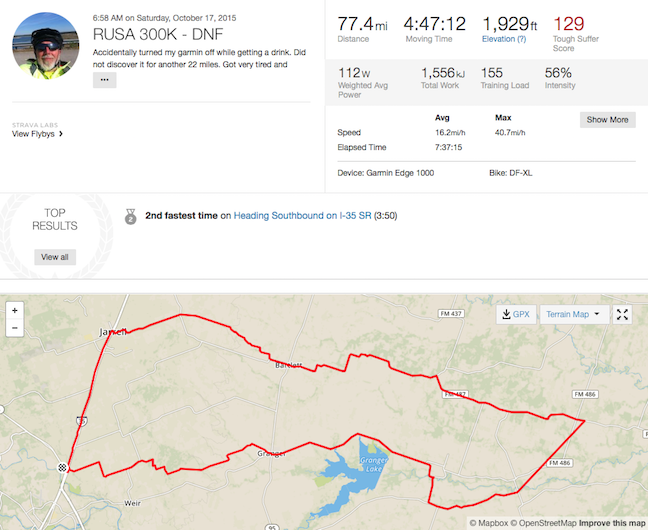 6:58 AM on Saturday, October 17, 2015
RUSA 300K - DNF
Accidentally turned my garmin off while getting a drink. Did
not discover it for another 22 miles. Got very tired and
...
STRAVA LABS
View Flybys
77.4mi
Distance
4:47:12
Moving Time
1,929ft
Elevation (?)
129
Tough Suffer
Score
112W
Weighted Avg
Power
1,556kJ
Total Work
155
Training Load
56%
Intensity
Avg Max
Speed 16.2mi/h 40.7mi/h
Elapsed Time 7:37:15
Show More
Device: Garmin Edge 1000 Bike: DF-XL
TOP
RESULTS
View all
2
2nd fastest time on Heading Southbound on I-35 SR (3:50)
+
−
FM 437
GPX
Terrain Map
Jarrell
Bartlett
FM 487
FM 486
35
Granger
Granger
Lake
FM 486
Weir
95
© Mapbox © OpenStreetMap Improve this map